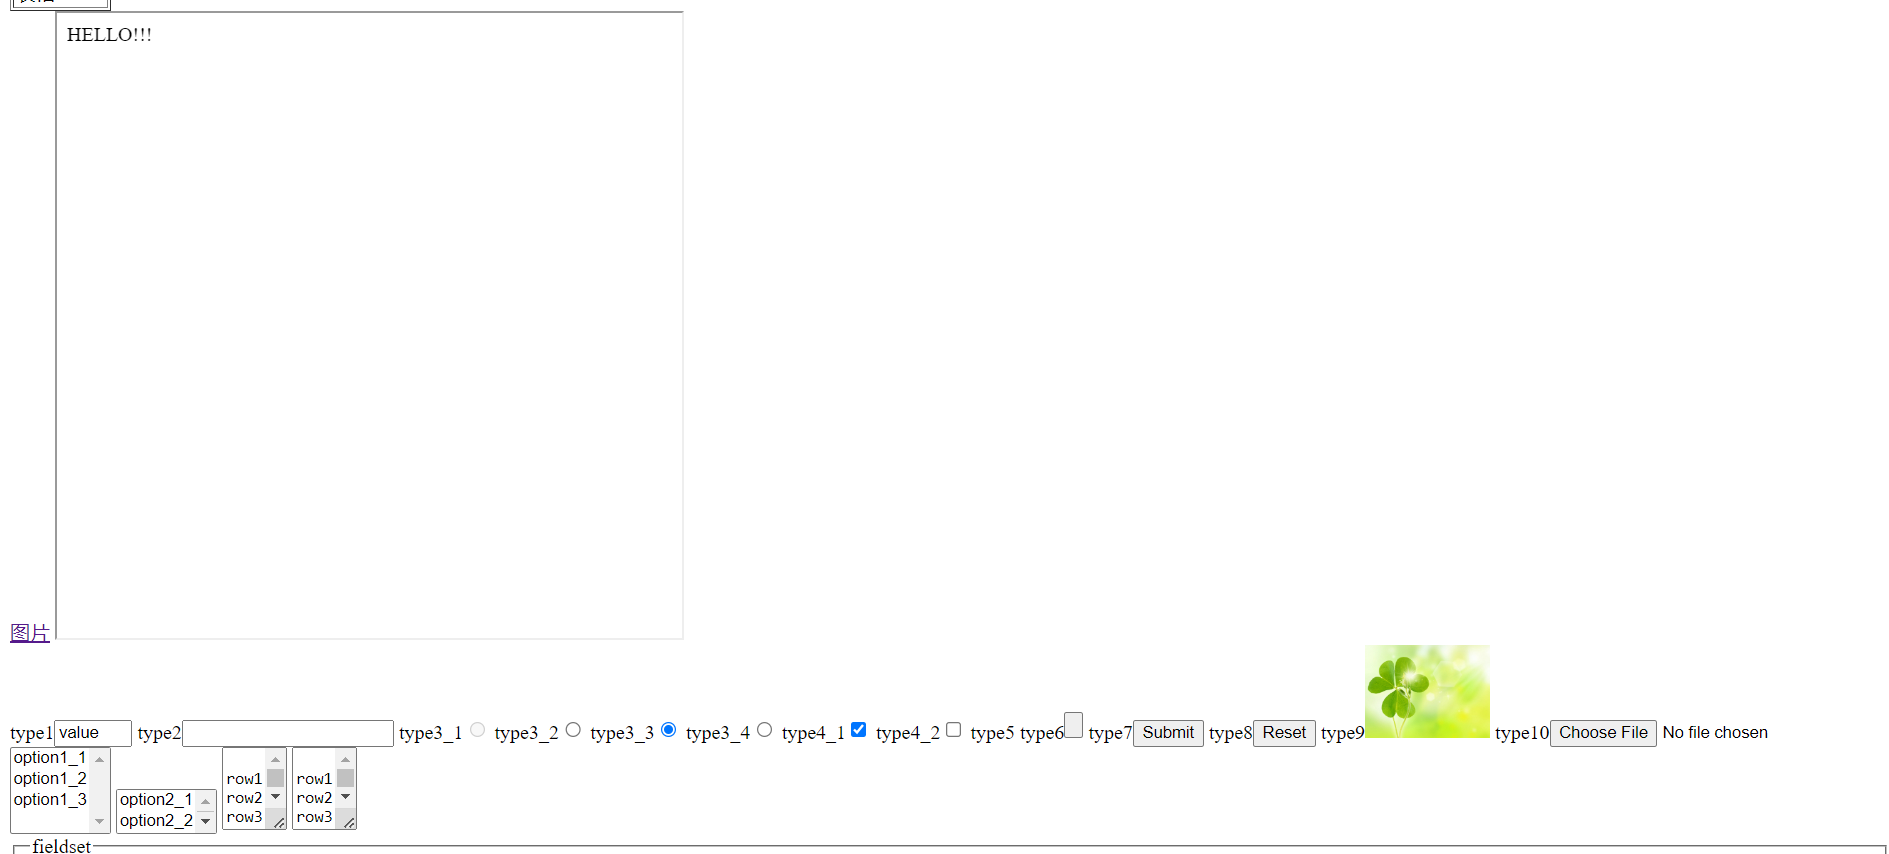 HELLO!!!
图片
type1 value type2 type3_1 type3_2 type3_3 type3_4 type4_1 type4_2 type5 type6 type7 Submit type8 Reset type9 type10 Choose File No file chosen
option1_1
option1_2
option1_3
option2_1
option2_2
row1
row2
row3
row1
row2
row3
fieldset